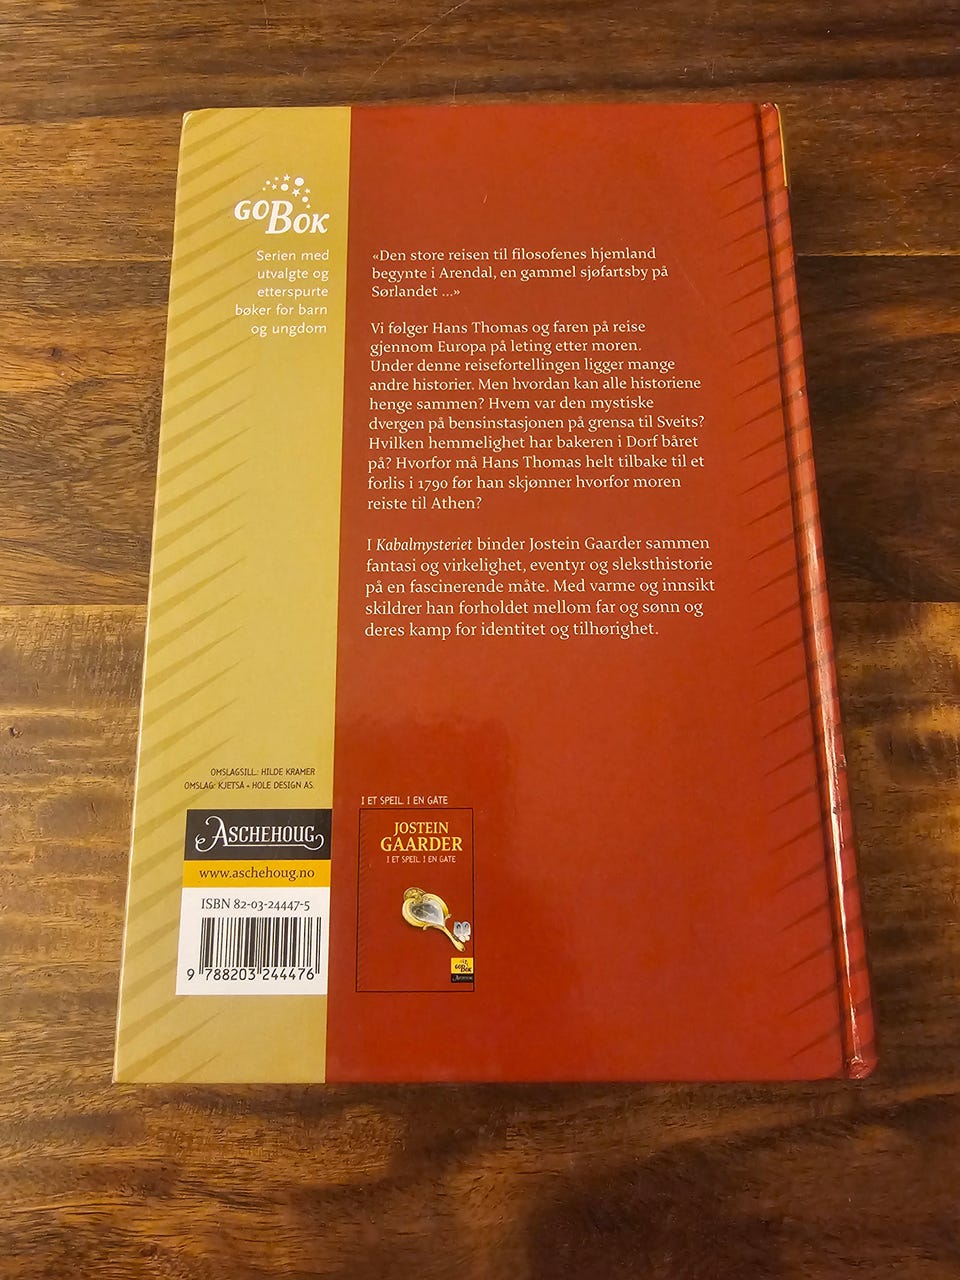 GOBOK
Serien med
utvalgte og
etterspurte
bøker for barn
og ungdom
«Den store reisen til filosofenes hjemland
begynte i Arendal, en gammel sjøfartsby på
Sørlandet ...»
Vi følger Hans Thomas og faren på reise
gjennom Europa på leting etter moren.
Under denne reisefortellingen ligger mange
andre historier. Men hvordan kan alle historiene
henge sammen? Hvem var den mystiske
dvergen på bensinstasjonen på grensa til Sveits?
Hvilken hemmelighet har bakeren i Dorf båret
på? Hvorfor må Hans Thomas helt tilbake til et
forlis i 1790 før han skjønner hvorfor moren
reiste til Athen?
I Kabalmysteriet binder Jostein Gaarder sammen
fantasi og virkelighet, eventyr og sleksthistorie
på en fascinerende måte. Med varme og innsikt
skildrer han forholdet mellom far og sønn og
deres kamp for identitet og tilhørighet.
OMSLAGSILL.: HILDE KRAMER
OMSLAG: KJETSÅ + HOLE DESIGN AS.
ASCHEHOUG
www.aschehoug.no
ISBN 82-03-24447-5
9 788203 244476
I ET SPEIL, I EN GÅTE
JOSTEIN
GAARDER
I ET SPEIL, I EN GÅTE
GOBOK
ASCHEHOUG